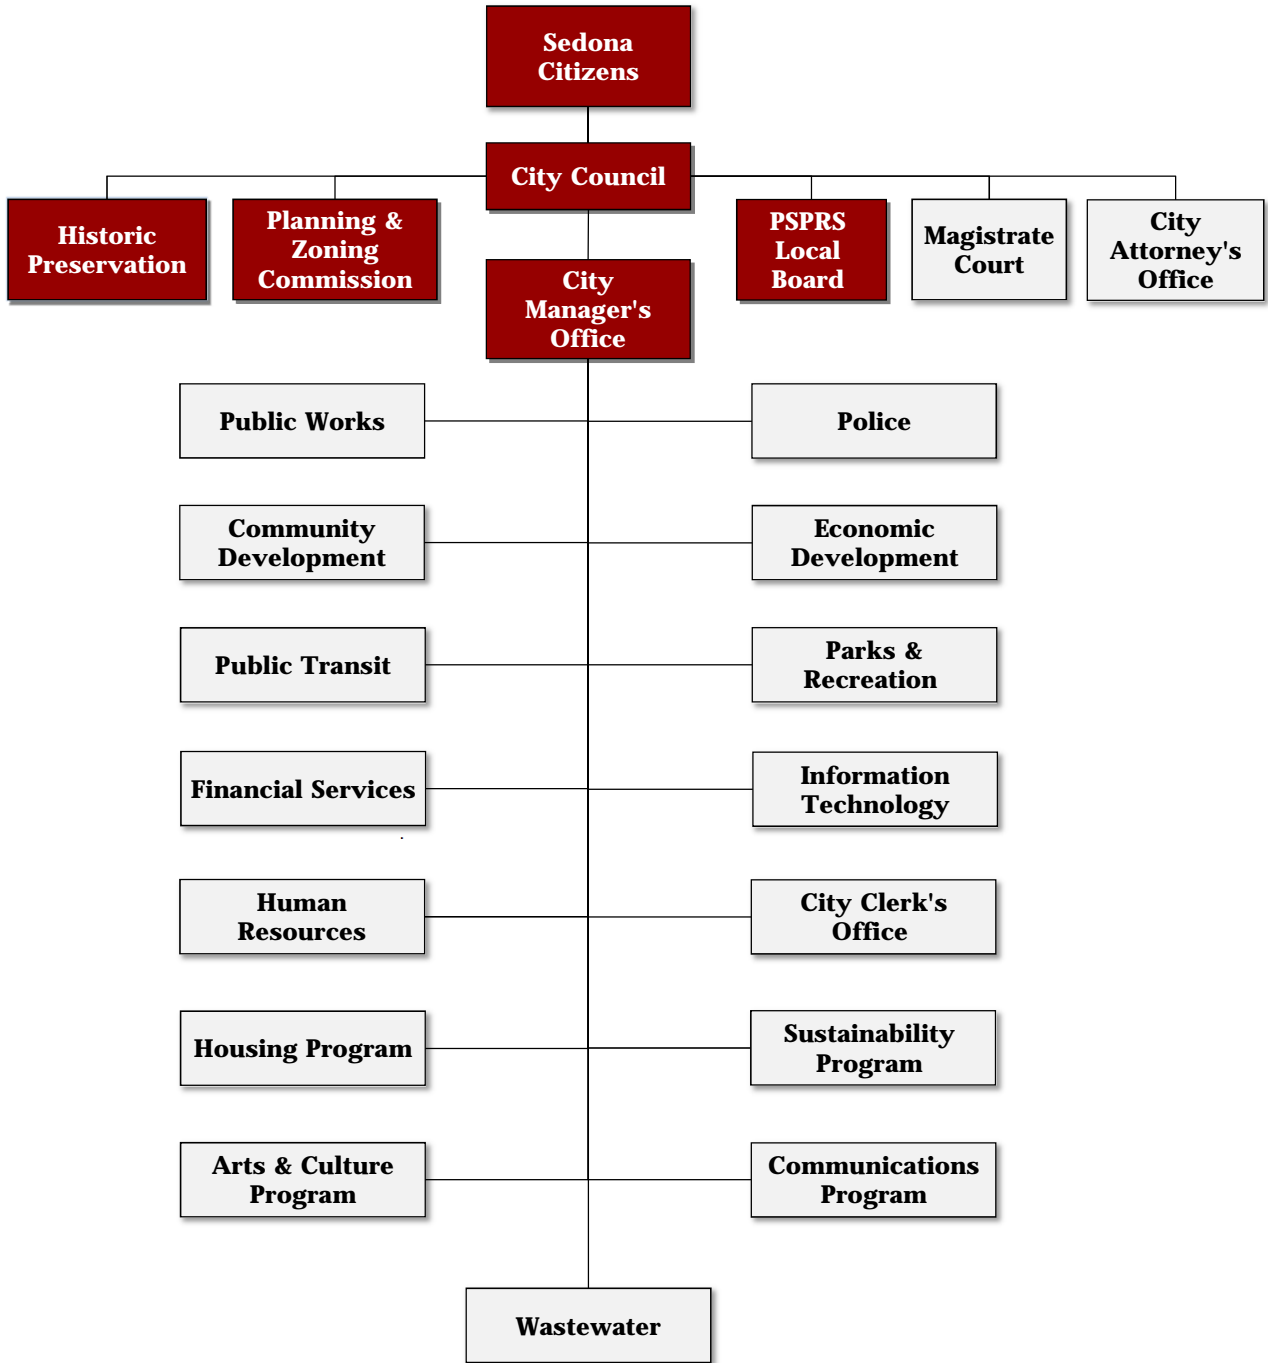 Sedona
Citizens
City Council
Historic
Preservation
Planning &
Zoning
Commission
PSPRS
Local
Board
Magistrate
Court
City
Attorney's
Office
City
Manager's
Office
Public Works
Police
Community
Development
Economic
Development
Public Transit
Parks &
Recreation
Financial Services
Information
Technology
Human
Resources
City Clerk's
Office
Housing Program
Sustainability
Program
Arts & Culture
Program
Communications
Program
Wastewater